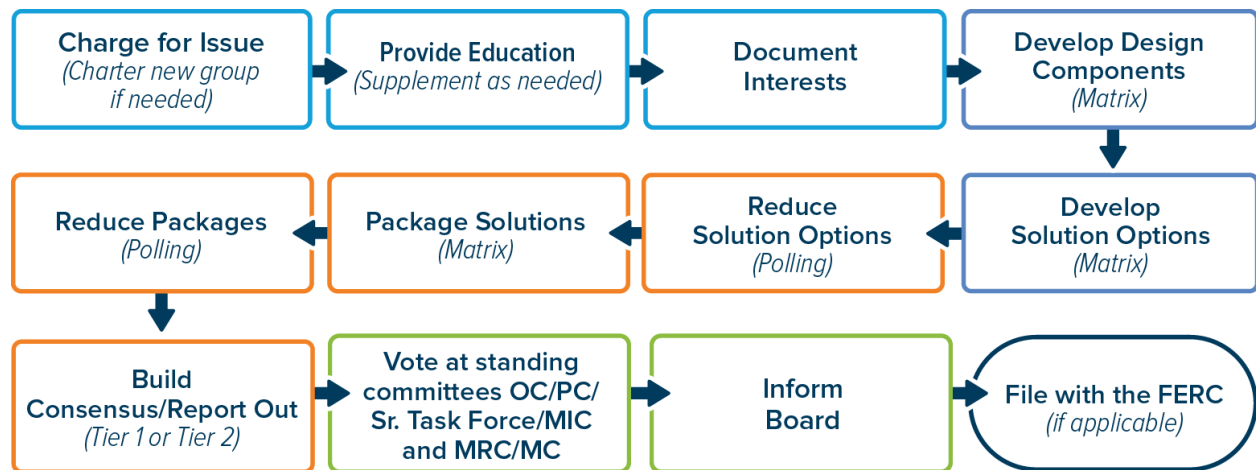 Charge for Issue
(Charter new group
if needed)
Provide Education
(Supplement as needed)
Document
Interests
Develop Design
Components
(Matrix)
Develop
Solution Options
(Matrix)
Reduce
Solution Options
(Polling)
Package Solutions
(Matrix)
Reduce Packages
(Polling)
Build
Consensus/Report Out
(Tier 1 or Tier 2)
Vote at standing
committees OC/PC/
Sr. Task Force/MIC
and MRC/MC
Inform
Board
File with the FERC
(if applicable)